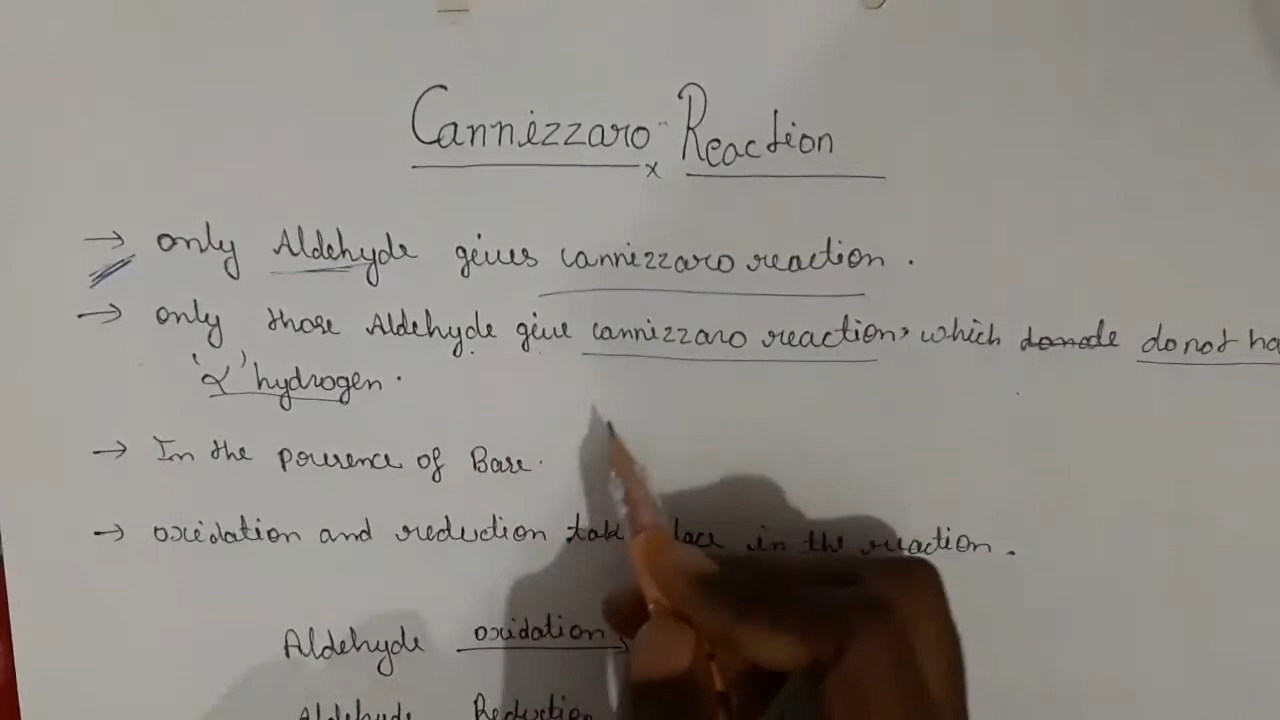 Cannizzaro Reaction
→ only Aldehyde gives cannizzaro reaction.
→ only those Aldehyde give cannizzaro reaction, which do not ha
'α' hydrogen.
→ In the presence of Base.
→ oxidation and reduction take place in the reaction.
Aldehyde oxidation
Aldehyde Reduction